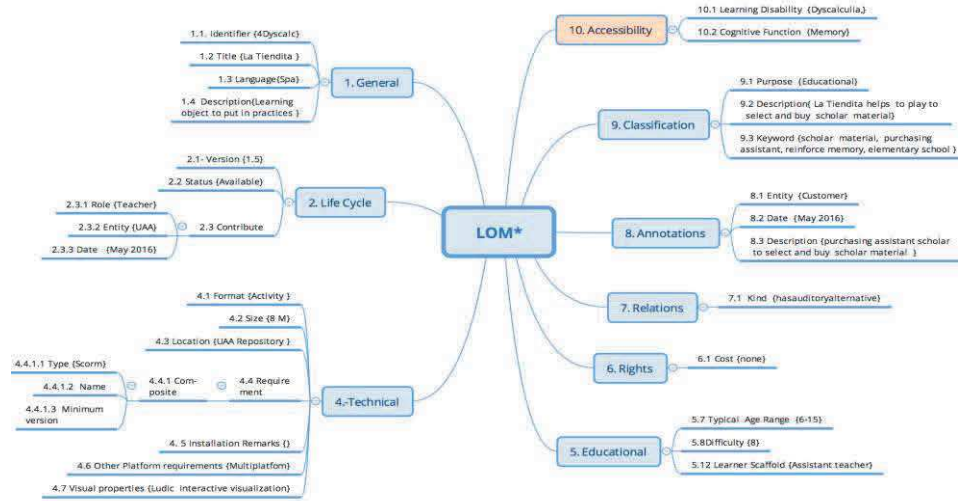 LOM*
1. General
1.1. Identifier {4Dyscalc}
1.2 Title {La Tiendita }
1.3 Language{Spa}
1.4 Description{Learning
object to put in practices }
2. Life Cycle
2.1- Version {1.5}
2.2 Status {Available}
2.3 Contribute
2.3.1 Role {Teacher}
2.3.2 Entity {UAA}
2.3.3 Date {May 2016}
4.-Technical
4.1 Format {Activity }
4.2 Size {8 M}
4.3 Location {UAA Repository }
4.4 Require
ment
4.4.1 Com-
posite
4.4.1.1 Type {Scorm}
4.4.1.2 Name
4.4.1.3 Minimum
version
4. 5 Installation Remarks {}
4.6 Other Platform requirements {Multiplatfom}
4.7 Visual properties {Ludic interactive visualization}
10. Accessibility
10.1 Learning Disability {Dyscalculia,}
10.2 Cognitive Function {Memory}
9. Classification
9.1 Purpose {Educational}
9.2 Description{ La Tiendita helps to play to
select and buy scholar material}
9.3 Keyword {scholar material, purchasing
assistant, reinforce memory, elementary school }
8. Annotations
8.1 Entity {Customer}
8.2 Date {May 2016}
8.3 Description {purchasing assistant scholar
to select and buy scholar material }
7. Relations
7.1 Kind {hasauditoryalternative}
6. Rights
6.1 Cost {none}
5. Educational
5.7 Typical Age Range {6-15}
5.8Difficulty {8}
5.12 Learner Scaffold {Assistant teacher}